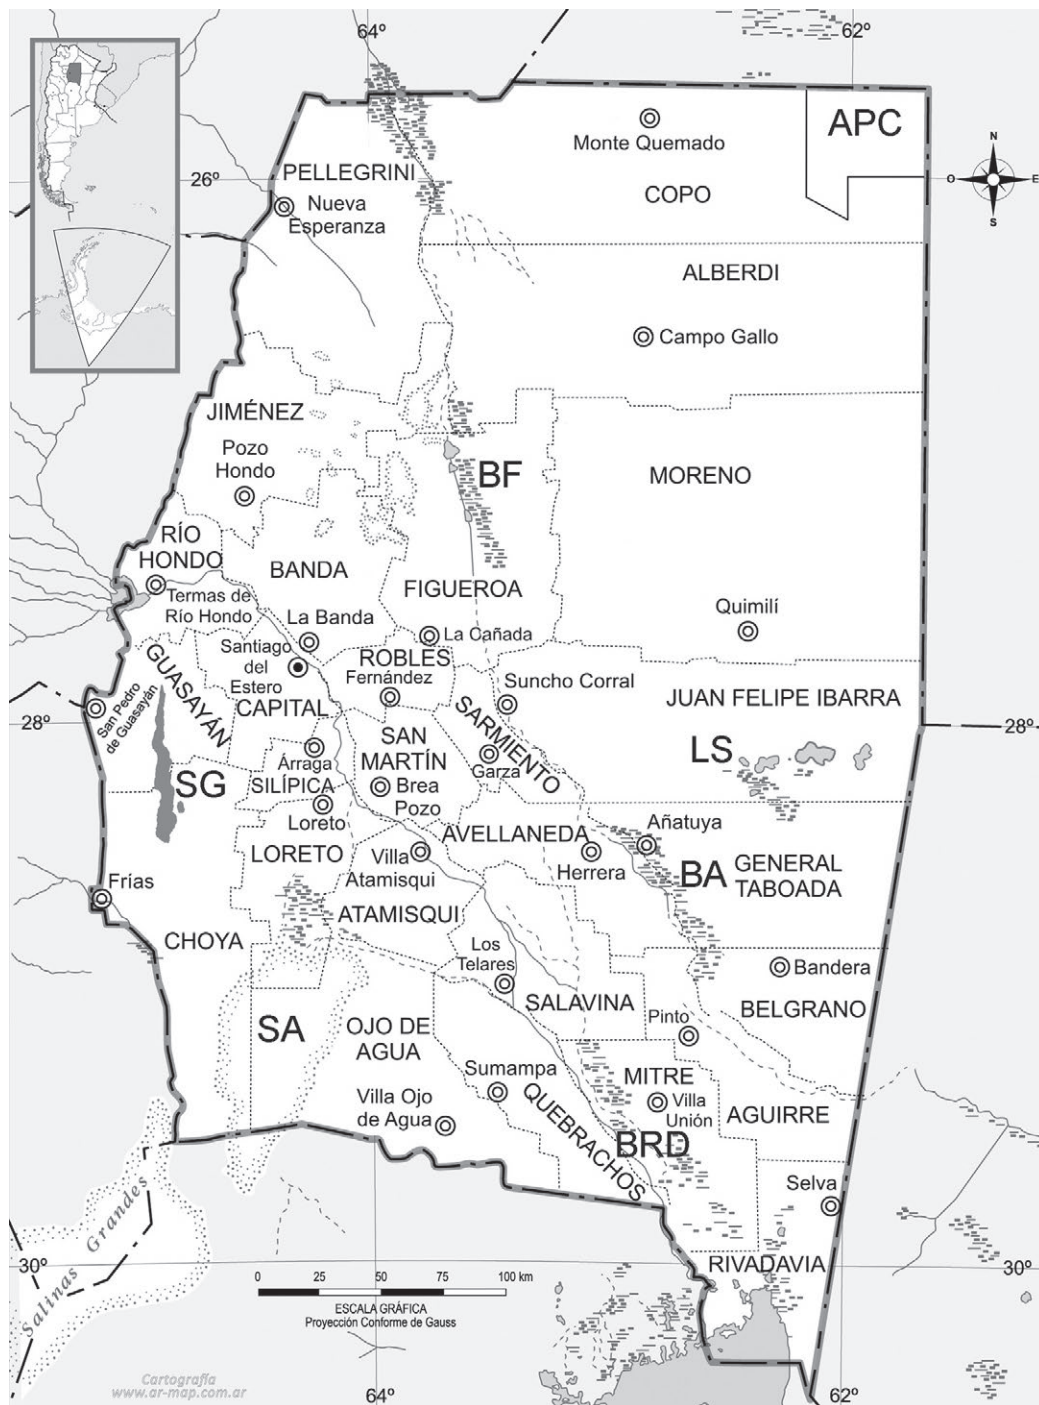 64º
62º
APC
Monte Quemado
N
O
E
S
PELLEGRINI
26º
COPO
Nueva
Esperanza
ALBERDI
Campo Gallo
JIMÉNEZ
Pozo
Hondo
BF
MORENO
RÍO
HONDO
BANDA
FIGUEROA
Termas de
Río Hondo
Quimilí
La Banda
La Cañada
Santiago
del
Estero
ROBLES
Fernández
GUASAYÁN
San Pedro
de Guasayán
Suncho Corral
JUAN FELIPE IBARRA
CAPITAL
SARMIENTO
28º
28º
SAN
MARTÍN
LS
Árraga
Garza
SG
SILÍPICA
Brea
Pozo
Loreto
Añatuya
AVELLANEDA
LORETO
Villa
Atamisqui
Herrera
BA
GENERAL
TABOADA
Frías
ATAMISQUI
CHOYA
Los
Telares
Bandera
SALAVINA
BELGRANO
SA
OJO DE
AGUA
Pinto
Sumampa
MITRE
Villa
Unión
AGUIRRE
Villa Ojo
de Agua
QUEBRACHOS
BRD
Selva
Salinas Grandes
30º
RIVADAVIA
30º
0 25 50 75 100 km
ESCALA GRÁFICA
Proyección Conforme de Gauss
Cartografía
www.ar-map.com.ar
64º
62º